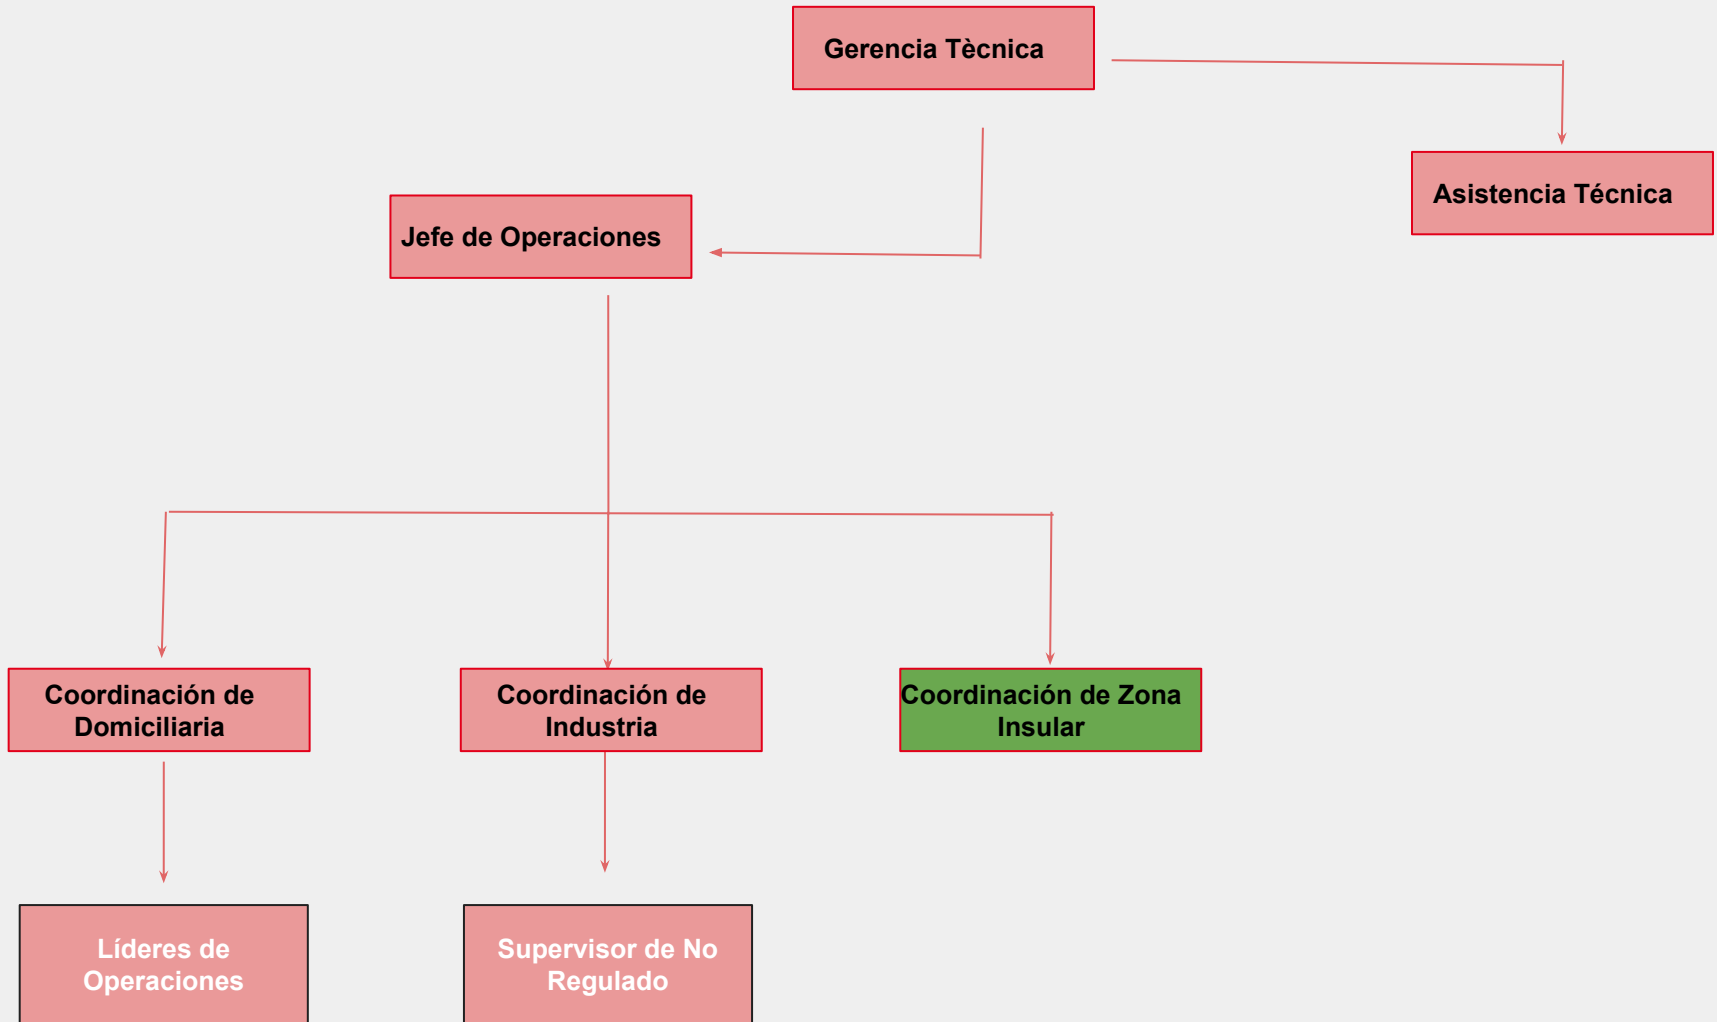 Gerencia Tècnica
Asistencia Técnica
Jefe de Operaciones
Coordinación de
Domiciliaria
Coordinación de
Industria
Coordinación de Zona
Insular
Líderes de
Operaciones
Supervisor de No
Regulado